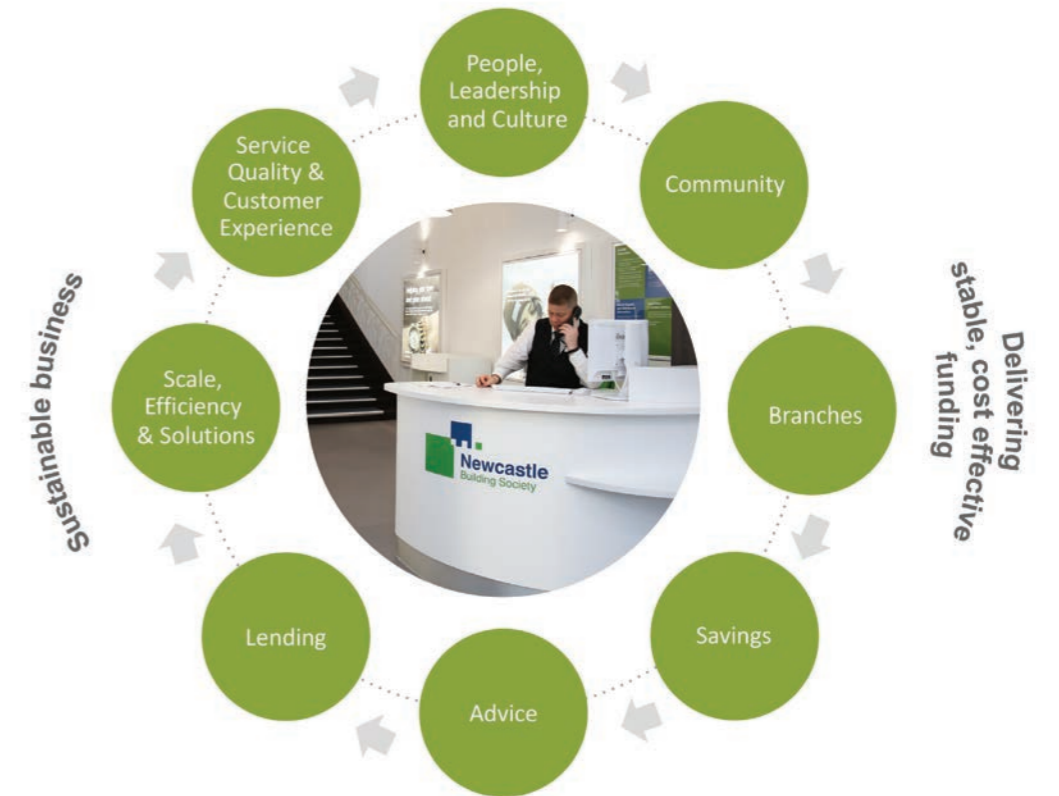 People,
Leadership
and Culture
Community
Branches
Savings
Advice
Lending
Scale,
Efficiency
& Solutions
Service
Quality &
Customer
Experience
Sustainable business
Delivering
stable, cost effective
funding
Newcastle
Building Society